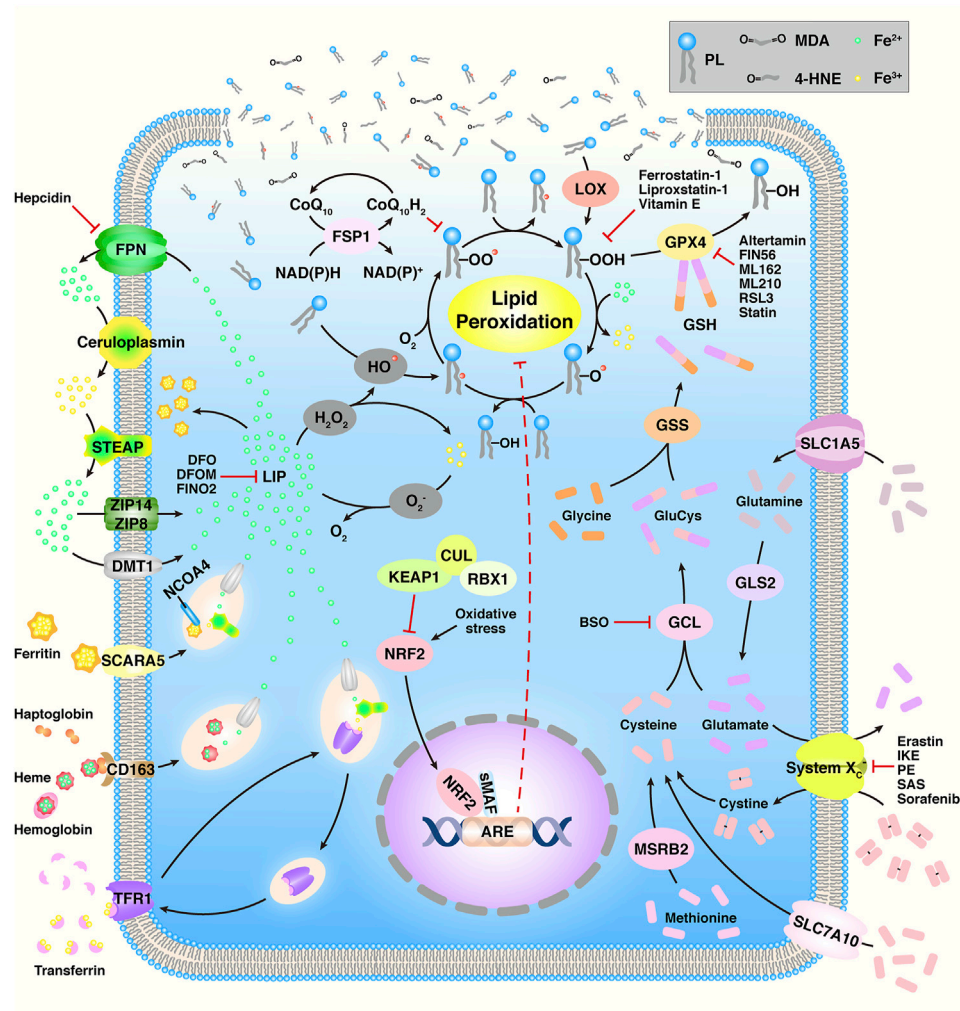 PL
MDA
4-HNE
Fe2+
Fe3+
Hepcidin
FPN
Ceruloplasmin
STEAP
ZIP14
ZIP8
DMT1
NCOA4
Ferritin
SCARA5
Haptoglobin
Heme
CD163
Hemoglobin
TFR1
Transferrin
DFO
DFOM
FINO2
LIP
CoQ10
CoQ10H2
FSP1
NAD(P)H
NAD(P)+
O2
HO
H2O2
O2-
O2
LOX
Ferrostatin-1
Liproxstatin-1
Vitamin E
-OO
-OOH
-O
-OH
Lipid
Peroxidation
GPX4
-OH
Altertamin
FIN56
ML162
ML210
RSL3
Statin
GSH
GSS
Glycine
GluCys
Glutamine
SLC1A5
GLS2
BSO
GCL
Cysteine
Glutamate
CUL
KEAP1
RBX1
Oxidative
stress
NRF2
NRF2
sMAF
ARE
System Xc-
Erastin
IKE
PE
SAS
Sorafenib
Cystine
MSRB2
Methionine
SLC7A10